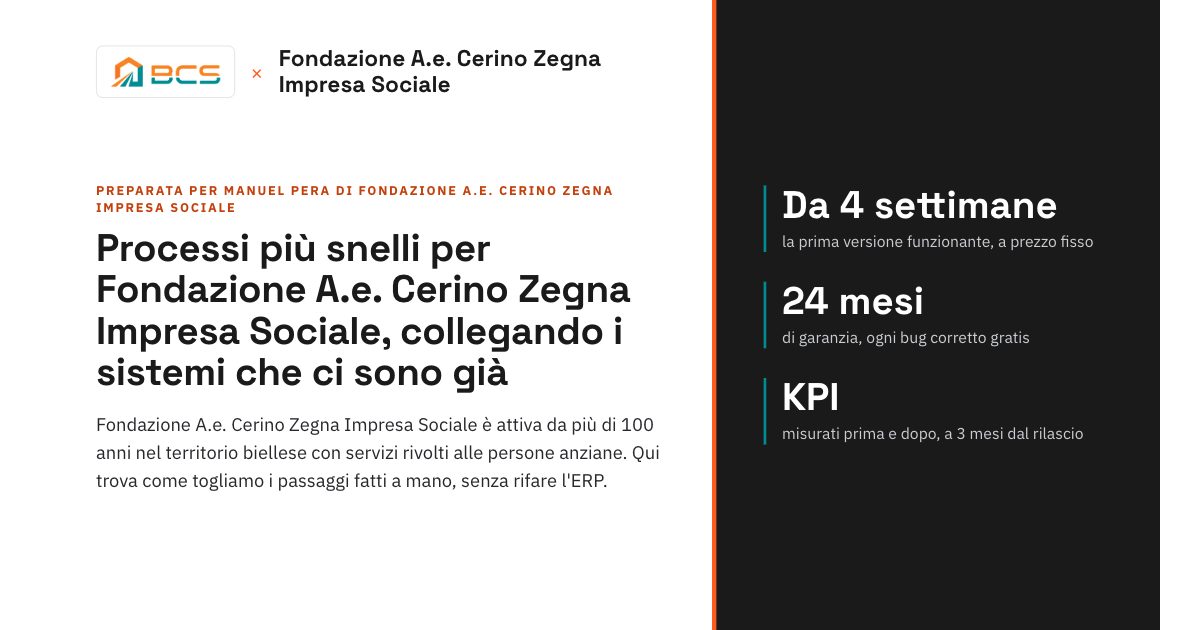 BCS
×
Fondazione A.e. Cerino Zegna
Impresa Sociale
PREPARATA PER MANUEL PERA DI FONDAZIONE A.E. CERINO ZEGNA
IMPRESA SOCIALE
Processi più snelli per
Fondazione A.e. Cerino Zegna
Impresa Sociale, collegando i
sistemi che ci sono già
Fondazione A.e. Cerino Zegna Impresa Sociale è attiva da più di 100
anni nel territorio biellese con servizi rivolti alle persone anziane. Qui
trova come togliamo i passaggi fatti a mano, senza rifare l'ERP.
Da 4 settimane
la prima versione funzionante, a prezzo fisso
24 mesi
di garanzia, ogni bug corretto gratis
KPI
misurati prima e dopo, a 3 mesi dal rilascio